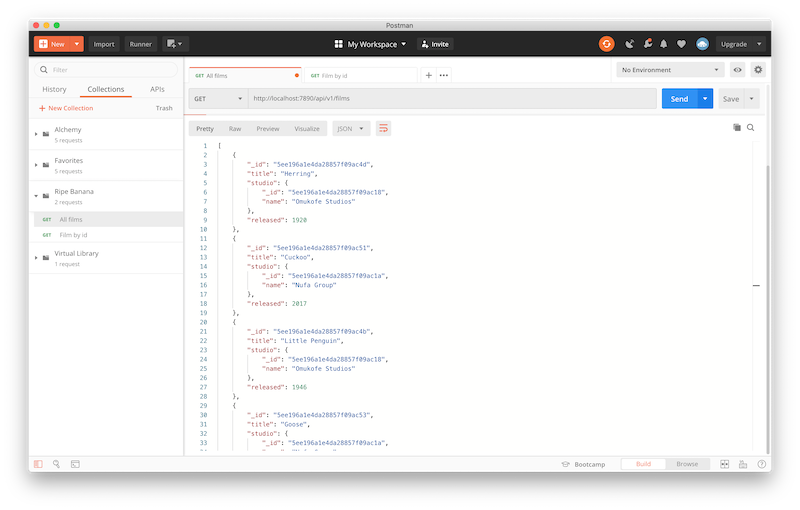 Postman
New
Import
Runner
My Workspace
Invite
Upgrade
Filter
History
Collections
APIs
New Collection
Trash
Alchemy
5 requests
Favorites
5 requests
Ripe Banana
2 requests
GET All films
GET Film by id
Virtual Library
1 request
GET All films
GET Film by id
No Environment
GET
http://localhost:7890/api/v1/films
Send
Save
Pretty
Raw
Preview
Visualize
JSON
1 [
2 {
3 "_id": "5ee196a1e4da28857f09ac4d",
4 "title": "Herring",
5 "studio": {
6 "_id": "5ee196a1e4da28857f09ac18",
7 "name": "Omukofe Studios"
8 },
9 "released": 1920
10 },
11 {
12 "_id": "5ee196a1e4da28857f09ac51",
13 "title": "Cuckoo",
14 "studio": {
15 "_id": "5ee196a1e4da28857f09ac1a",
16 "name": "Nufa Group"
17 },
18 "released": 2017
19 },
20 {
21 "_id": "5ee196a1e4da28857f09ac4b",
22 "title": "Little Penguin",
23 "studio": {
24 "_id": "5ee196a1e4da28857f09ac18",
25 "name": "Omukofe Studios"
26 },
27 "released": 1946
28 },
29 {
30 "_id": "5ee196a1e4da28857f09ac53",
31 "title": "Goose",
32 "studio": {
33 "_id": "5ee196a1e4da28857f09ac1a",
Bootcamp
Build
Browse